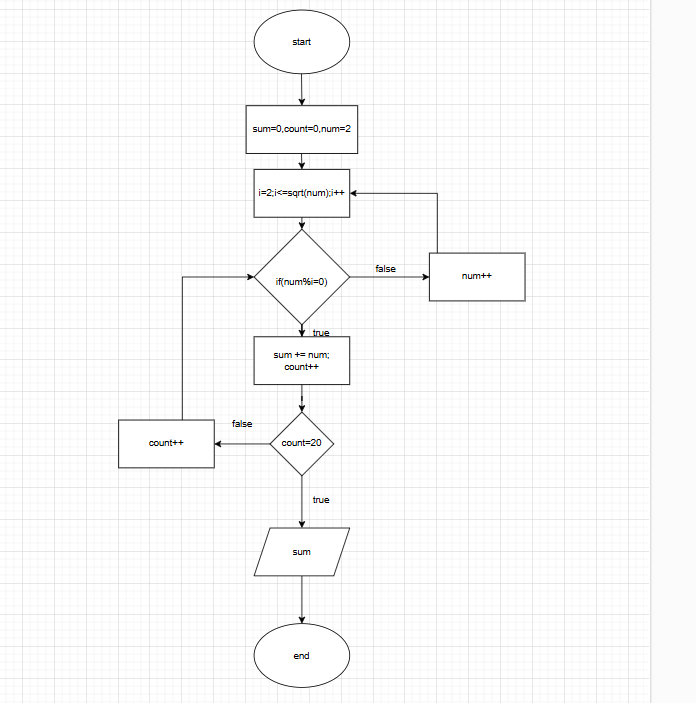 start
sum=0,count=0,num=2
i=2;i<=sqrt(num);i++
if(num%i=0)
false
num++
true
sum += num;
count++
false
count++
count=20
true
sum
end